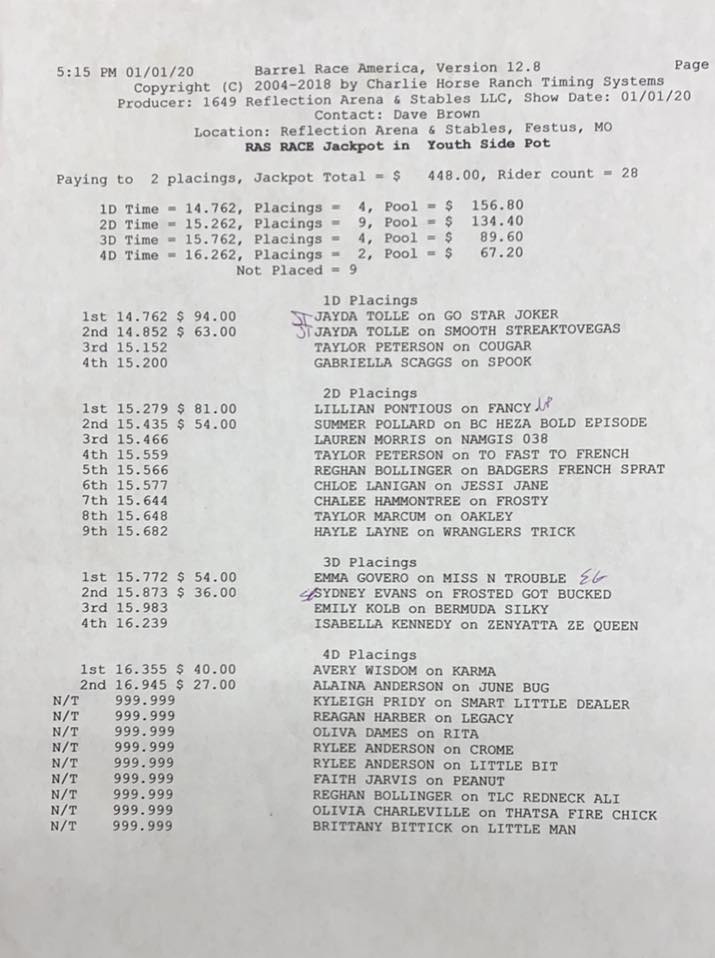 5:15 PM 01/01/20 Barrel Race America, Version 12.8 Page
Copyright (C) 2004-2018 by Charlie Horse Ranch Timing Systems
Producer: 1649 Reflection Arena & Stables LLC, Show Date: 01/01/20
Contact: Dave Brown
Location: Reflection Arena & Stables, Festus, MO
RAS RACE Jackpot in Youth Side Pot
Paying to 2 placings, Jackpot Total = $ 448.00, Rider count = 28
1D Time = 14.762, Placings = 4, Pool = $ 156.80
2D Time = 15.262, Placings = 9, Pool = $ 134.40
3D Time = 15.762, Placings = 4, Pool = $ 89.60
4D Time = 16.262, Placings = 2, Pool = $ 67.20
Not Placed = 9
1D Placings
1st 14.762 $ 94.00 JT JAYDA TOLLE on GO STAR JOKER
2nd 14.852 $ 63.00 JT JAYDA TOLLE on SMOOTH STREAKTOVEGAS
3rd 15.152 TAYLOR PETERSON on COUGAR
4th 15.200 GABRIELLA SCAGGS on SPOOK
2D Placings
1st 15.279 $ 81.00 LILLIAN PONTIOUS on FANCY LP
2nd 15.435 $ 54.00 SUMMER POLLARD on BC HEZA BOLD EPISODE
3rd 15.466 LAUREN MORRIS on NAMGIS 038
4th 15.559 TAYLOR PETERSON on TO FAST TO FRENCH
5th 15.566 REGHAN BOLLINGER on BADGERS FRENCH SPRAT
6th 15.577 CHLOE LANIGAN on JESSI JANE
7th 15.644 CHALEE HAMMONTREE on FROSTY
8th 15.648 TAYLOR MARCUM on OAKLEY
9th 15.682 HAYLE LAYNE on WRANGLERS TRICK
3D Placings
1st 15.772 $ 54.00 EMMA GOVERO on MISS N TROUBLE EG
2nd 15.873 $ 36.00 SYDNEY EVANS on FROSTED GOT BUCKED
3rd 15.983 EMILY KOLB on BERMUDA SILKY
4th 16.239 ISABELLA KENNEDY on ZENYATTA ZE QUEEN
4D Placings
1st 16.355 $ 40.00 AVERY WISDOM on KARMA
2nd 16.945 $ 27.00 ALAINA ANDERSON on JUNE BUG
N/T 999.999 KYLEIGH PRIDY on SMART LITTLE DEALER
N/T 999.999 REAGAN HARBER on LEGACY
N/T 999.999 OLIVA DAMES on RITA
N/T 999.999 RYLEE ANDERSON on CROME
N/T 999.999 RYLEE ANDERSON on LITTLE BIT
N/T 999.999 FAITH JARVIS on PEANUT
N/T 999.999 REGHAN BOLLINGER on TLC REDNECK ALI
N/T 999.999 OLIVIA CHARLEVILLE on THATSA FIRE CHICK
N/T 999.999 BRITTANY BITTICK on LITTLE MAN